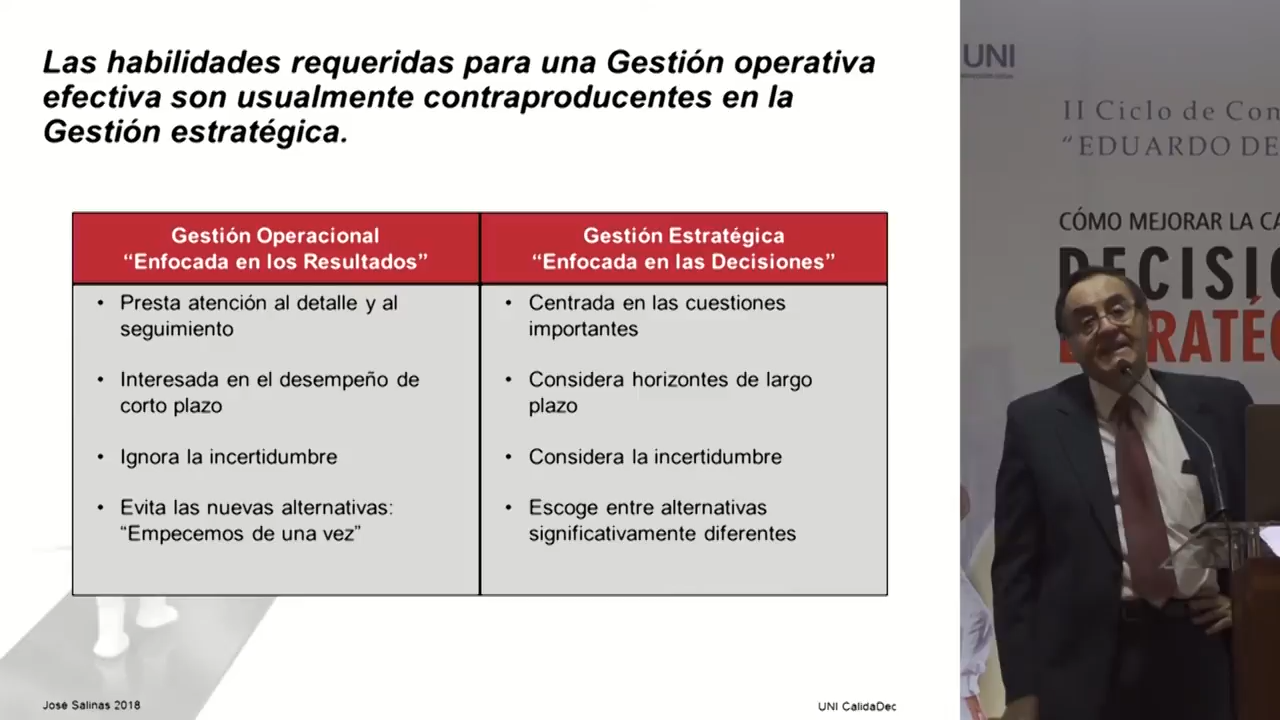 Las habilidades requeridas para una Gestión operativa
efectiva son usualmente contraproducentes en la
Gestión estratégica.
Gestión Operacional
“Enfocada en los Resultados”
• Presta atención al detalle y al
seguimiento
• Interesada en el desempeño de
corto plazo
• Ignora la incertidumbre
• Evita las nuevas alternativas:
“Empecemos de una vez”
Gestión Estratégica
“Enfocada en las Decisiones”
• Centrada en las cuestiones
importantes
• Considera horizontes de largo
plazo
• Considera la incertidumbre
• Escoge entre alternativas
significativamente diferentes
José Salinas 2018
UNI CalidaDec
UNI
II Ciclo de Con
“EDUARDO DE
CÓMO MEJORAR LA CA
DECISIO
RATÉG